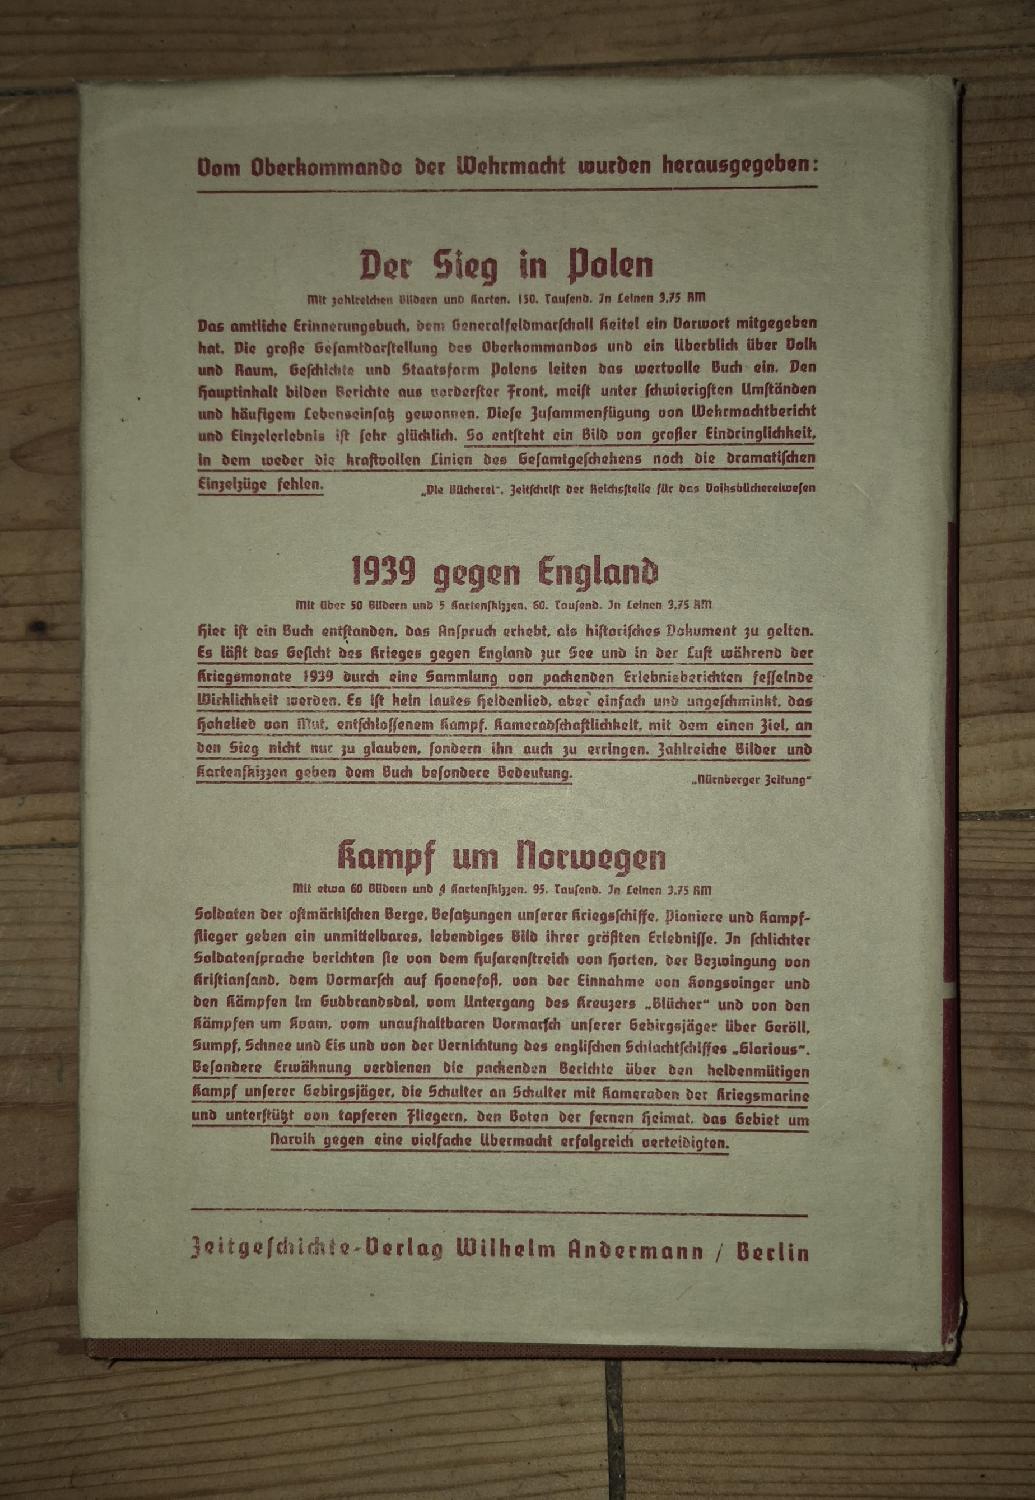 Vom Oberkommando der Wehrmacht wurden herausgegeben:
Der Sieg in Polen
Mit zahlreichen Bildern und Karten. 150. Tausend. In Leinen 3,75 RM
Das amtliche Erinnerungsbuch, dem Generalfeldmarschall Keitel ein Vorwort mitgegeben
hat. Die große Gesamtdarstellung des Oberkommandos und ein Überblick über Volk
und Raum, Geschichte und Staatsform Polens leiten das wertvolle Buch ein. Den
Hauptinhalt bilden Berichte aus vorderster Front, meist unter schwierigsten Umständen
und häufigem Lebenseinsatz gewonnen. Diese Zusammenfügung von Wehrmachtbericht
und Einzelerlebnis ist sehr glücklich. So entsteht ein Bild von großer Eindringlichkeit,
in dem weder die kraftvollen Linien des Gesamtgeschehens noch die dramatischen
Einzelzüge fehlen. „Die Bücherei“, Zeitschrift der Reichsstelle für das Volksbüchereiwesen
1939 gegen England
Mit über 50 Bildern und 5 Kartenskizzen. 60. Tausend. In Leinen 3,75 RM
Hier ist ein Buch entstanden, das Anspruch erhebt, als historisches Dokument zu gelten.
Es läßt das Gesicht des Krieges gegen England zur See und in der Luft während der
Kriegsmonate 1939 durch eine Sammlung von packenden Erlebnisberichten fesselnde
Wirklichkeit werden. Es ist kein lautes Heldenlied, aber einfach und ungeschminkt, das
Hohelied von Mut, entschlossenem Kampf, Kameradschaftlichkeit, mit dem einen Ziel, an
den Sieg nicht nur zu glauben, sondern ihn auch zu erringen. Zahlreiche Bilder und
Kartenskizzen geben dem Buch besondere Bedeutung. „Nürnberger Zeitung“
Kampf um Norwegen
Mit etwa 60 Bildern und 4 Kartenskizzen. 95. Tausend. In Leinen 3,75 RM
Soldaten der ostmärkischen Berge, Besatzungen unserer Kriegsschiffe, Pioniere und Kampf-
flieger geben ein unmittelbares, lebendiges Bild ihrer größten Erlebnisse. In schlichter
Soldatensprache berichten sie von dem Husarenstreich von Horten, der Bezwingung von
Kristiansand, dem Vormarsch auf Hoenefoß, von der Einnahme von Kongsvinger und
den Kämpfen im Gudbrandsdal, vom Untergang des Kreuzers „Blücher“ und von den
Kämpfen um Kvam, vom unaufhaltbaren Vormarsch unserer Gebirgsjäger über Geröll,
Sumpf, Schnee und Eis und von der Vernichtung des englischen Schlachtschiffes „Glorious“.
Besondere Erwähnung verdienen die packenden Berichte über den heldenmütigen
Kampf unserer Gebirgsjäger, die Schulter an Schulter mit Kameraden der Kriegsmarine
und unterstützt von tapferen Fliegern, den Boten der fernen Heimat, das Gebiet um
Narvik gegen eine vielfache Übermacht erfolgreich verteidigten.
Zeitgeschichte-Verlag Wilhelm Andermann / Berlin